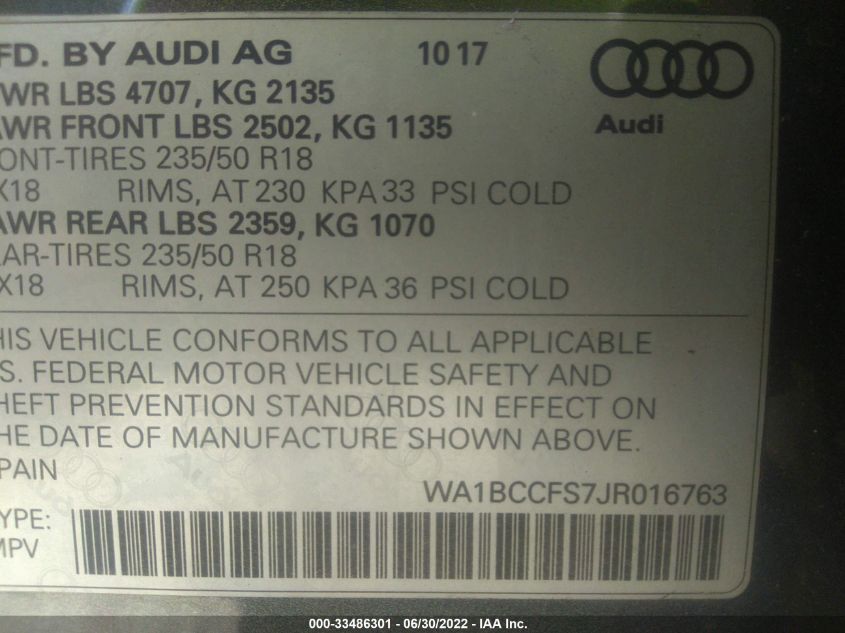 FD. BY AUDI AG 10 17
WR LBS 4707, KG 2135
Audi
AWR FRONT LBS 2502, KG 1135
ONT-TIRES 235/50 R18
X18 RIMS, AT 230 KPA 33 PSI COLD
AWR REAR LBS 2359, KG 1070
AR-TIRES 235/50 R18
X18 RIMS, AT 250 KPA 36 PSI COLD
HIS VEHICLE CONFORMS TO ALL APPLICABLE
S. FEDERAL MOTOR VEHICLE SAFETY AND
HEFT PREVENTION STANDARDS IN EFFECT ON
HE DATE OF MANUFACTURE SHOWN ABOVE.
PAIN
WA1BCCFS7JR016763
YPE:
MPV
000-33486301 - 06/30/2022 - IAA Inc.